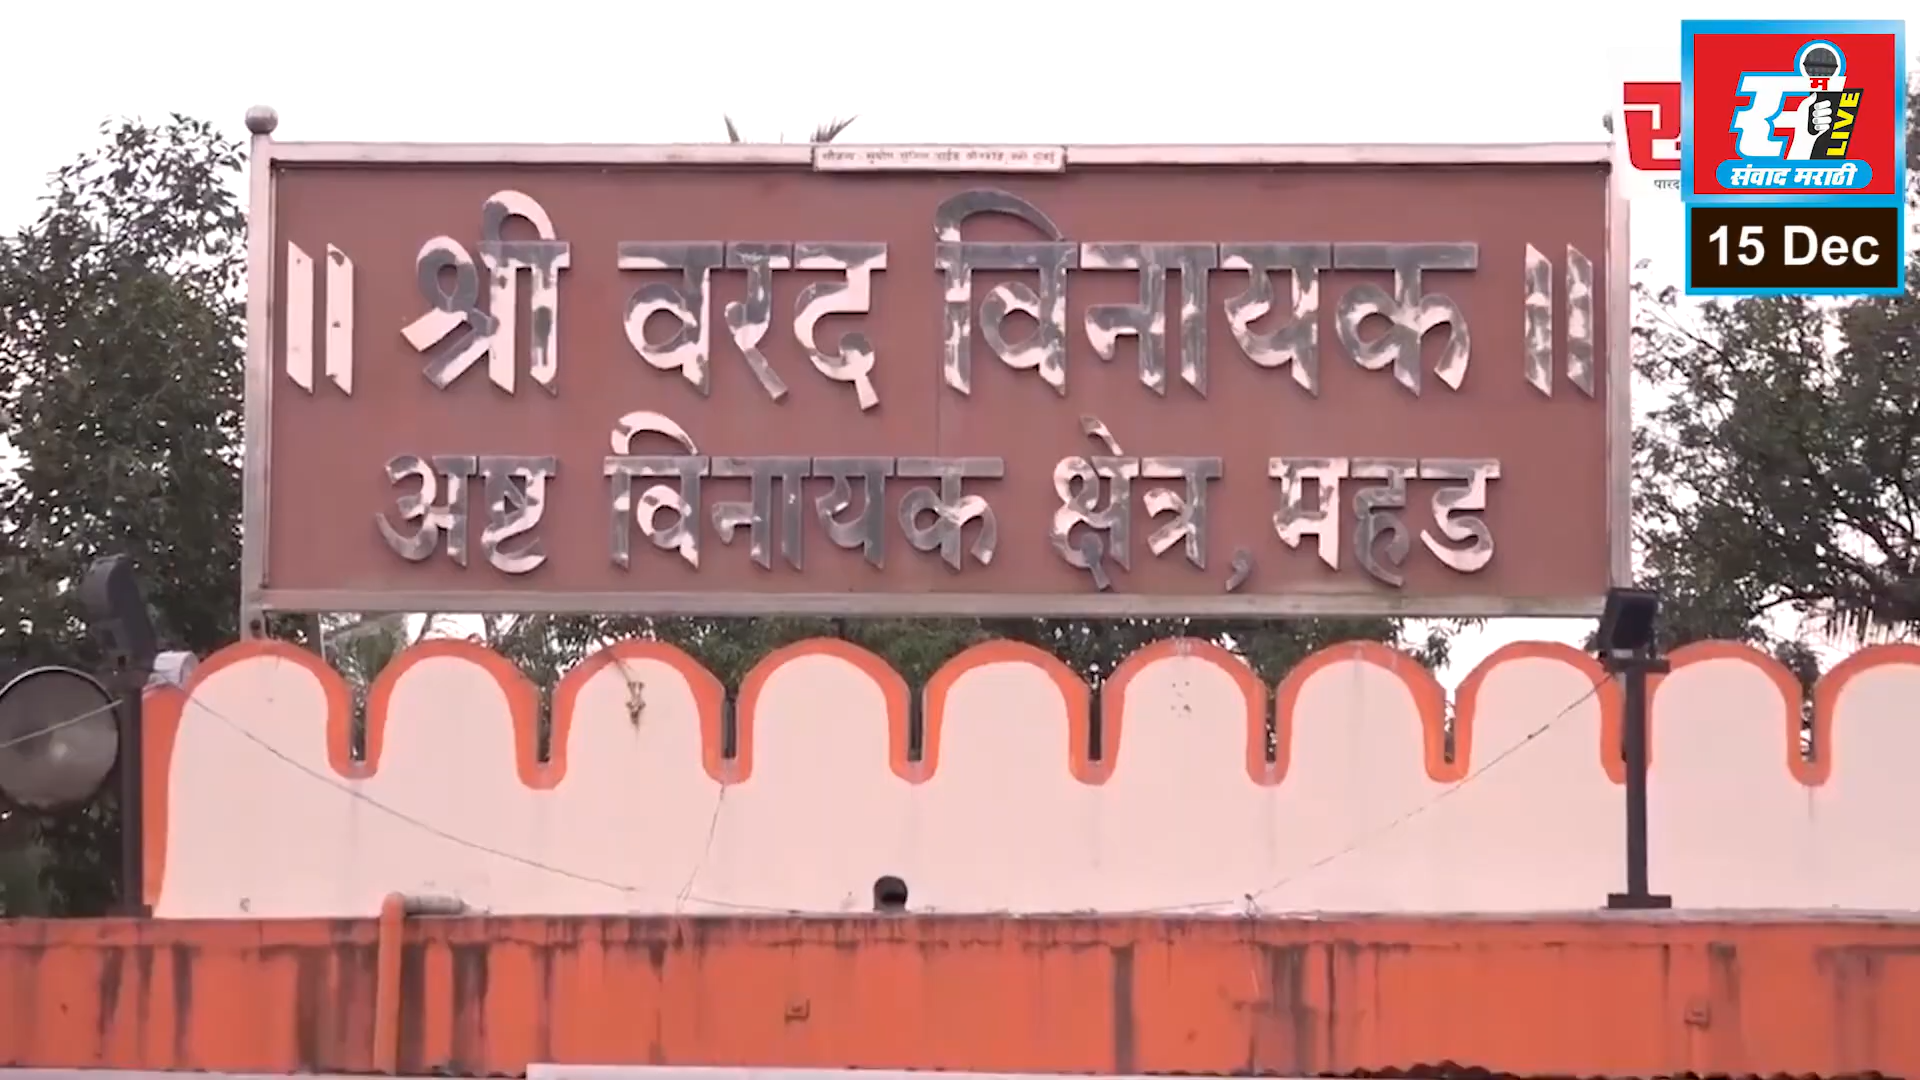 ॥ श्री वरद विनायक ॥
अष्ट विनायक क्षेत्र, महड
स
म
LIVE
संवाद मराठी
15 Dec